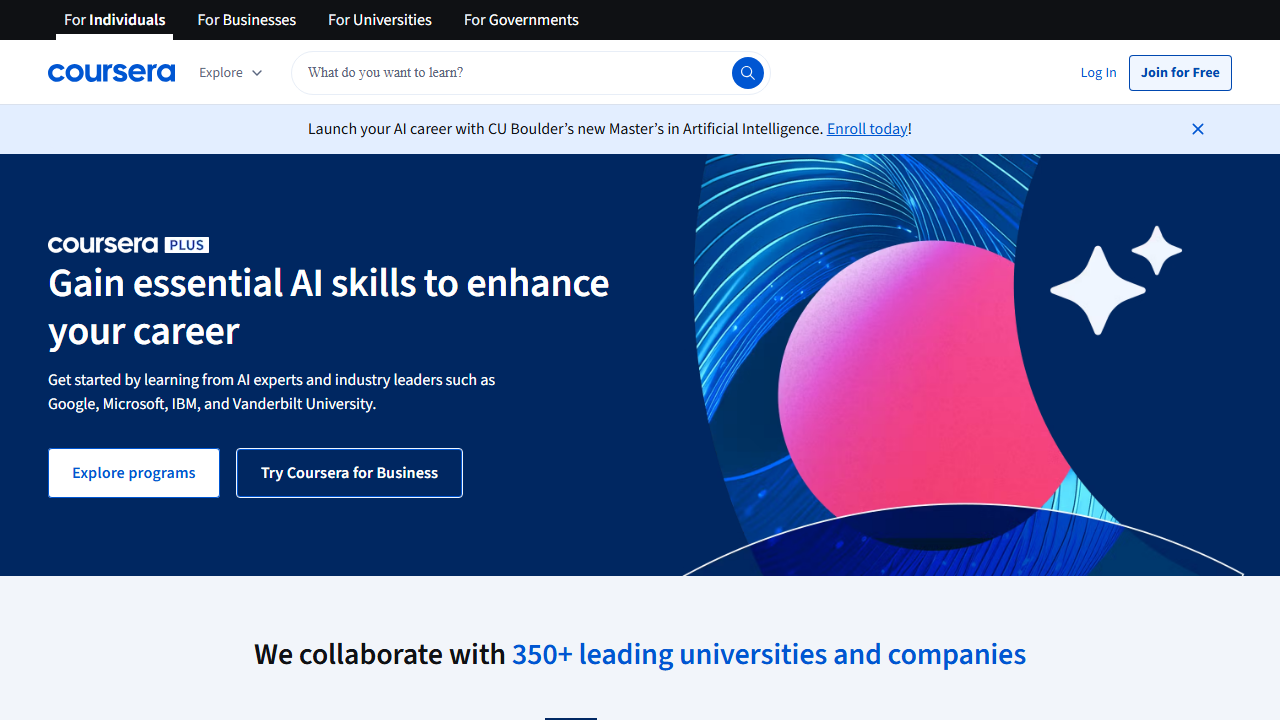 For Individuals
For Businesses
For Universities
For Governments
coursera
Explore
What do you want to learn?
Log In
Join for Free
Launch your AI career with CU Boulder’s new Master’s in Artificial Intelligence. Enroll today!
coursera PLUS
Gain essential AI skills to enhance
your career
Get started by learning from AI experts and industry leaders such as
Google, Microsoft, IBM, and Vanderbilt University.
Explore programs
Try Coursera for Business
We collaborate with 350+ leading universities and companies